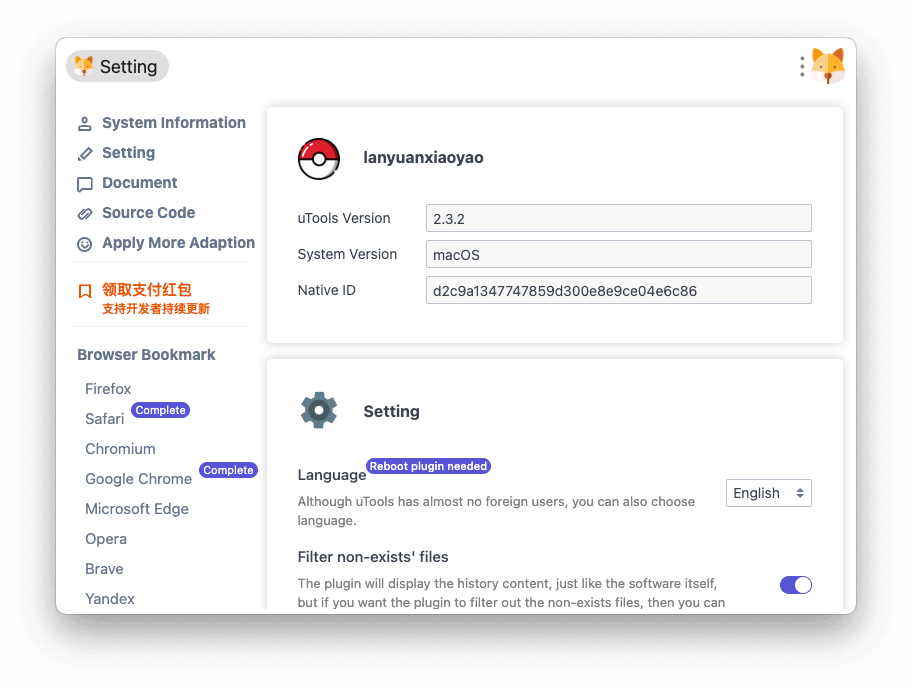 Setting
System Information
Setting
Document
Source Code
Apply More Adaption
领取支付红包
支持开发者持续更新
Browser Bookmark
Firefox
Safari Complete
Chromium
Google Chrome Complete
Microsoft Edge
Opera
Brave
Yandex
lanyuanxiaoyao
uTools Version 2.3.2
System Version macOS
Native ID d2c9a1347747859d300e8e9ce04e6c86
Setting
Language Reboot plugin needed
Although uTools has almost no foreign users, you can also choose
language.
English
Filter non-exists' files
The plugin will display the history content, just like the software itself,
but if you want the plugin to filter out the non-exists files, then you can